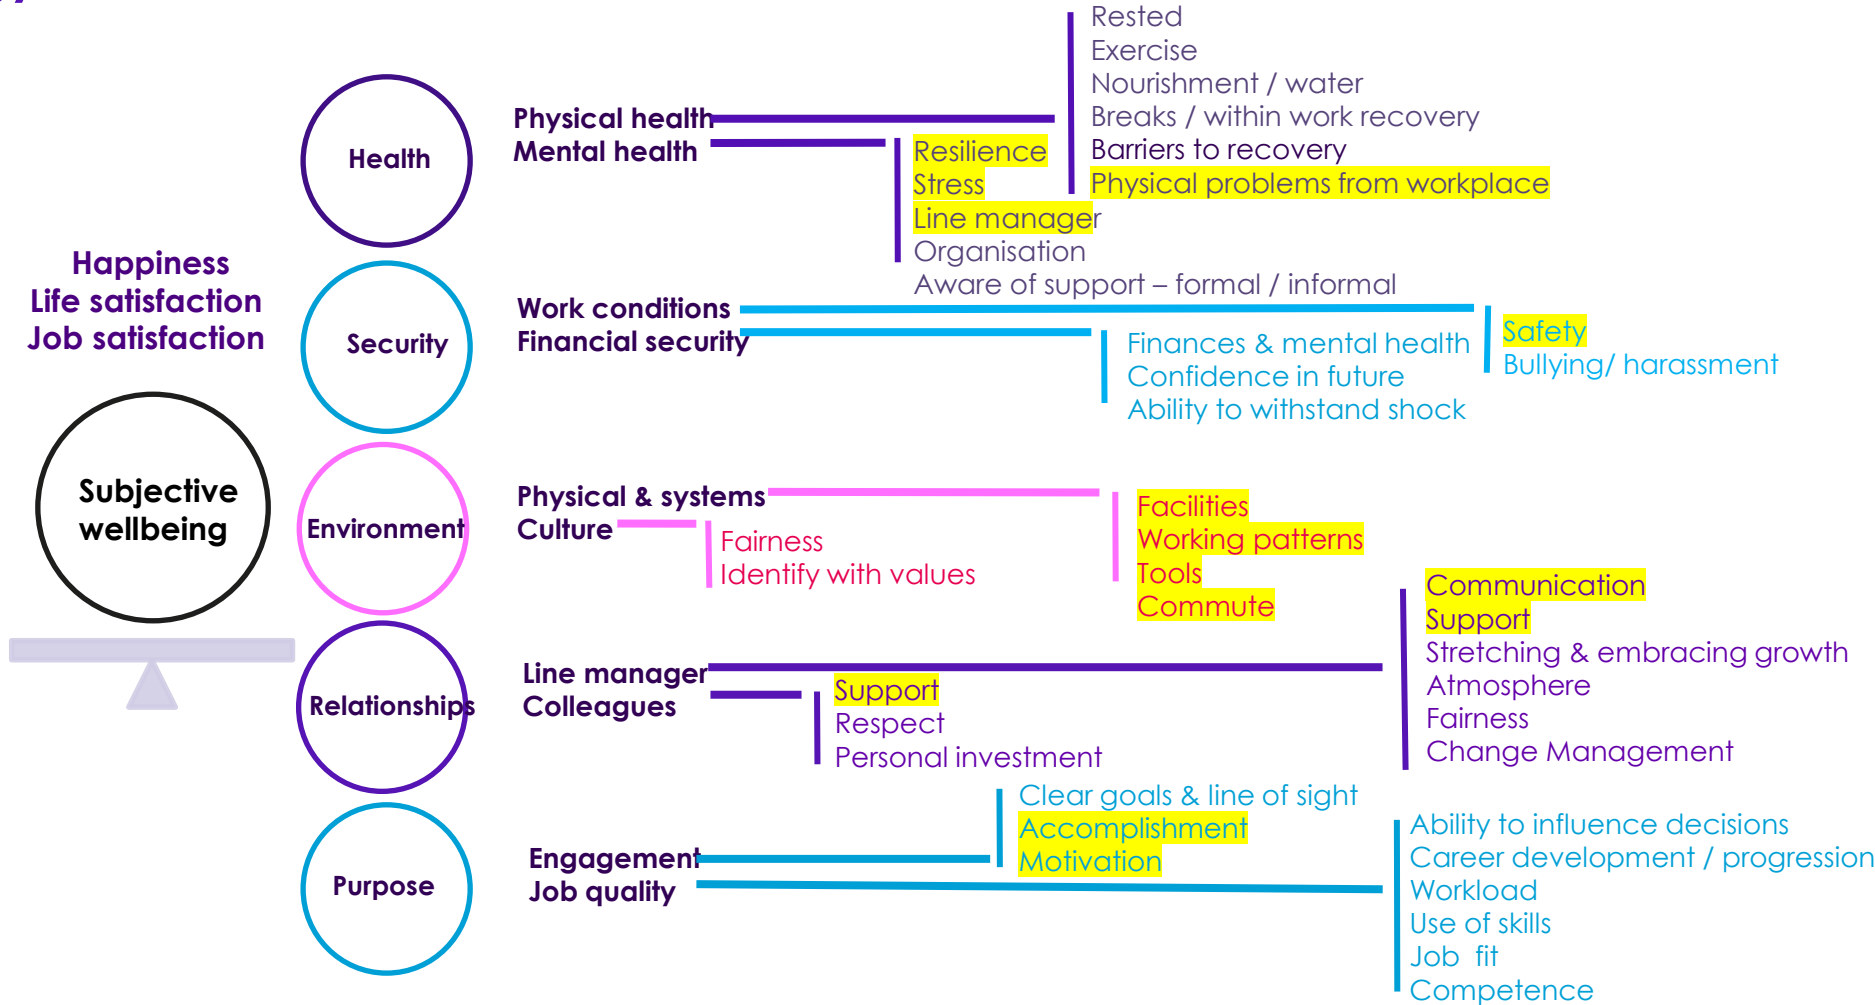 Happiness
Life satisfaction
Job satisfaction
Subjective
wellbeing
Health
Physical health
Mental health
Rested
Exercise
Nourishment / water
Breaks / within work recovery
Barriers to recovery
Physical problems from workplace
Resilience
Stress
Line manager
Organisation
Aware of support – formal / informal
Security
Work conditions
Financial security
Safety
Bullying/ harassment
Finances & mental health
Confidence in future
Ability to withstand shock
Environment
Physical & systems
Culture
Facilities
Working patterns
Tools
Commute
Fairness
Identify with values
Relationships
Line manager
Colleagues
Communication
Support
Stretching & embracing growth
Atmosphere
Fairness
Change Management
Support
Respect
Personal investment
Purpose
Engagement
Job quality
Clear goals & line of sight
Accomplishment
Motivation
Ability to influence decisions
Career development / progression
Workload
Use of skills
Job  fit
Competence